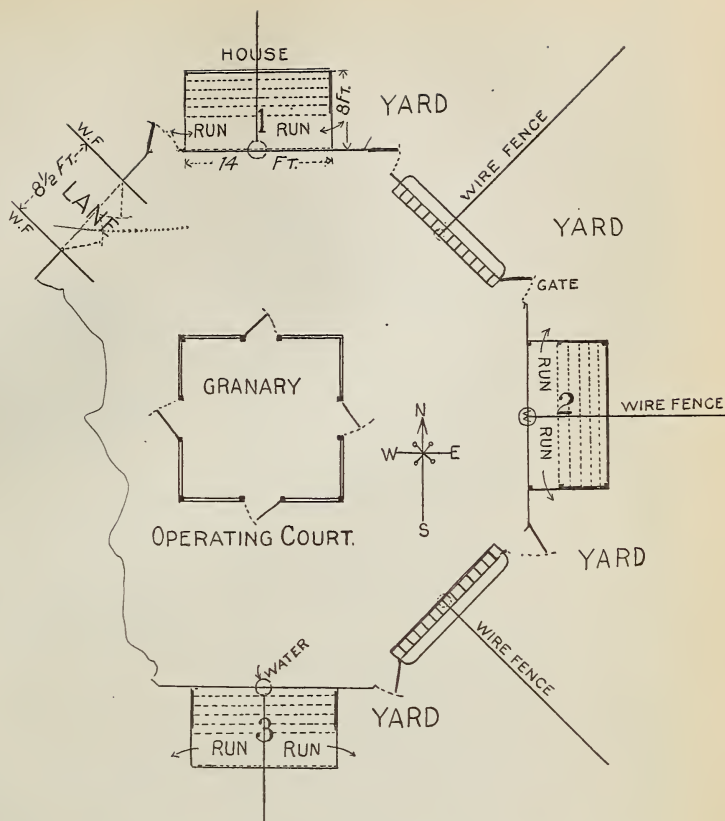 HOUSE
8 FT.
YARD
1
RUN RUN
14 FT.
W.F
8½ FT.
LANE
W.F
WIRE FENCE
YARD
GATE
GRANARY
RUN
2
RUN
W
WIRE FENCE
N
W E
S
OPERATING COURT.
YARD
WATER
WIRE FENCE
YARD
3
RUN RUN